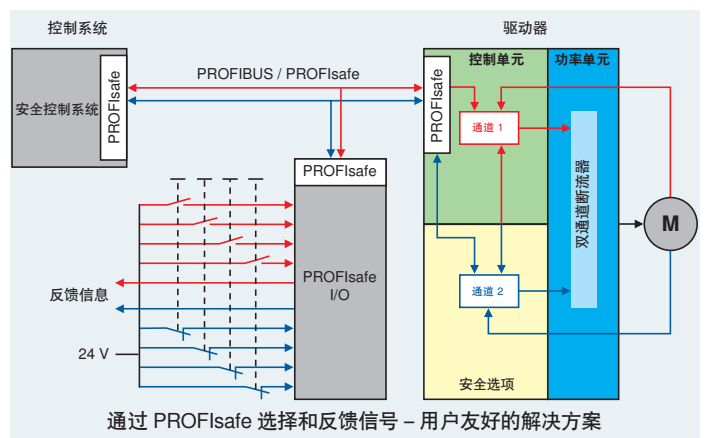 控制系统
驱动器
安全控制系统
PROFIsafe
PROFIBUS / PROFIsafe
PROFIsafe
控制单元
功率单元
通道 1
双通道断流器
M
PROFIsafe
PROFIsafe
I/O
反馈信息
24 V
通道 2
安全选项
通过 PROFIsafe 选择和反馈信号 – 用户友好的解决方案